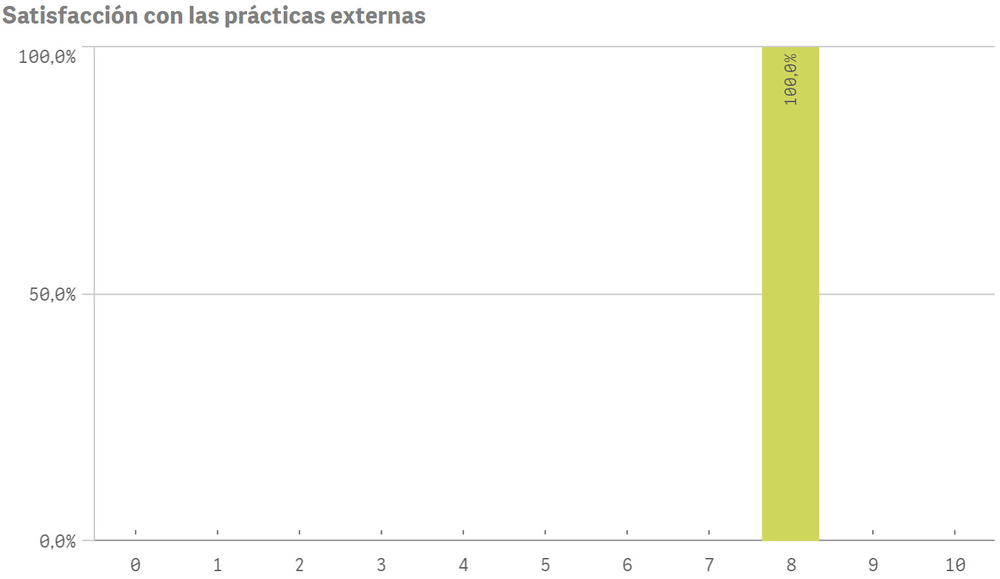 Satisfacción con las prácticas externas
100,0%
100,0%
50,0%
0,0%
0 1 2 3 4 5 6 7 8 9 10